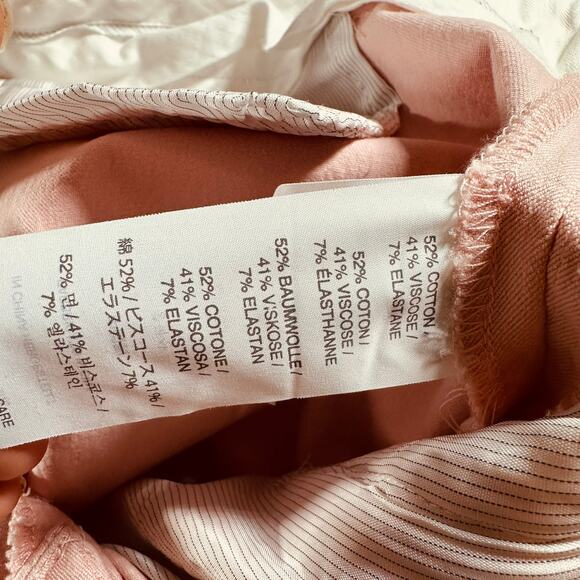 52% COTTON /
41% VISCOSE /
7% ELASTANE
52% COTON /
41% VISCOSE /
7% ÉLASTHANNE
52% BAUMWOLLE /
41% VISKOSE /
7% ELASTAN
52% COTONE /
41% VISCOSA /
7% ELASTAN
綿 52% / ビスコース 41% /
エラステーン 7%
52% 면 / 41% 비스코스 /
7% 엘라스테인
CARE